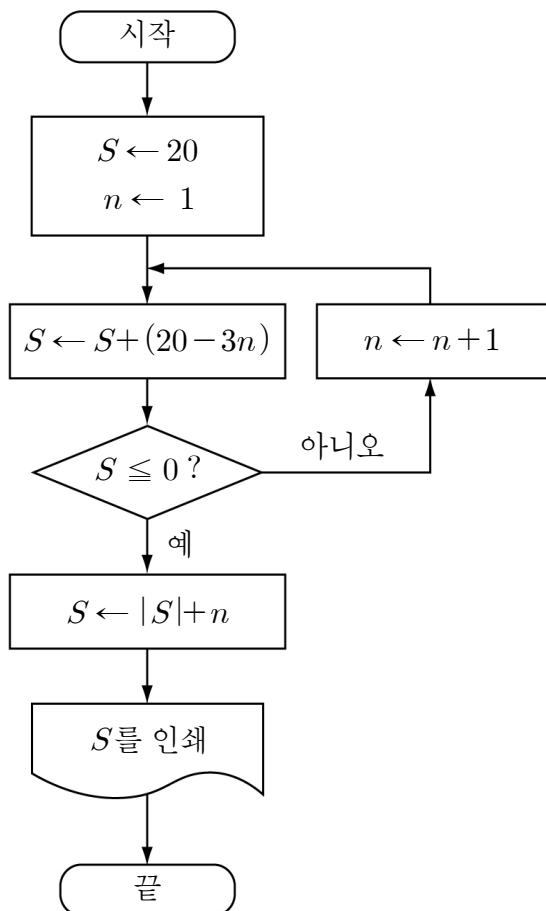 시작
S ← 20
n ← 1
S ← S+(20−3n)
n ← n+1
S ≦ 0 ?
아니오
예
S ← |S|+n
S를 인쇄
끝